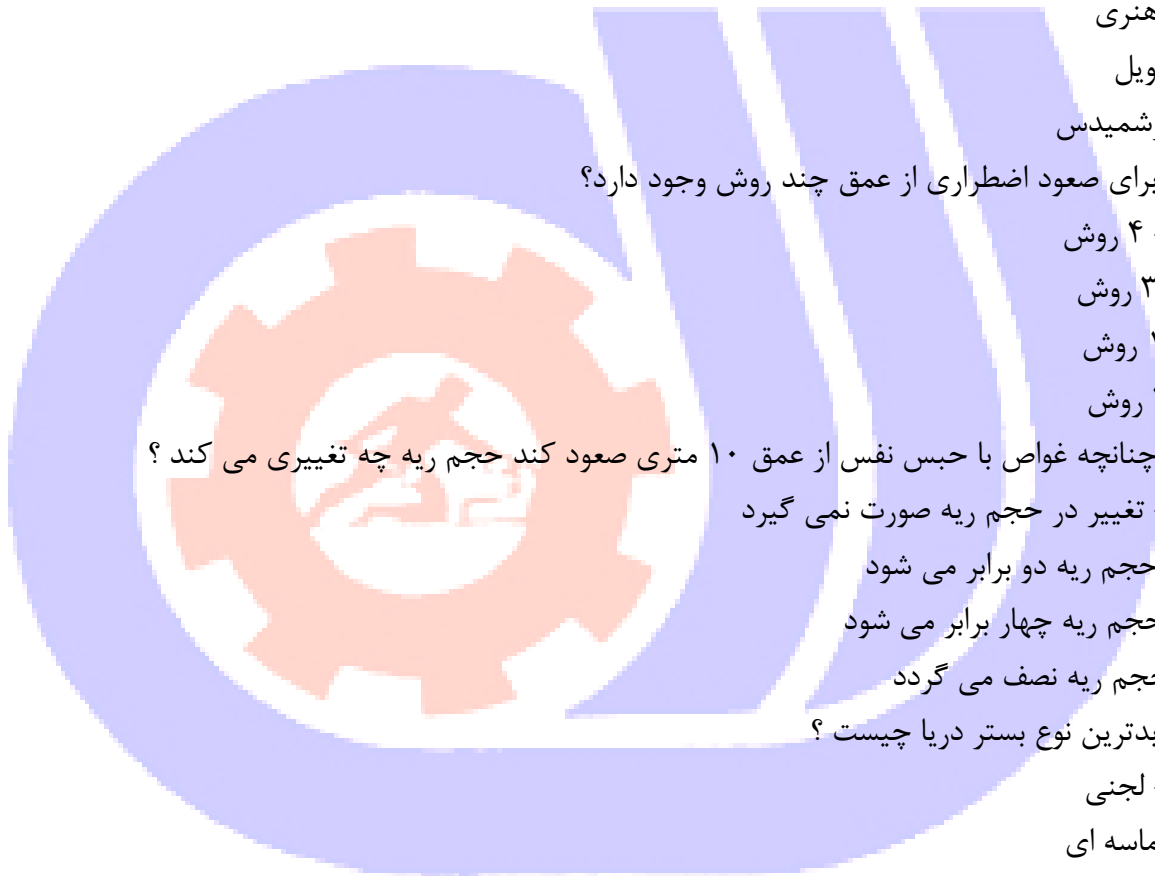 هنری
ویل
شمیدس
برای صعود اضطراری از عمق چند روش وجود دارد؟
۴ روش
۳ روش
روش
روش
چنانچه غواص با حبس نفس از عمق ۱۰ متری صعود کند حجم ریه چه تغییری می کند ؟
تغییر در حجم ریه صورت نمی گیرد
حجم ریه دو برابر می شود
حجم ریه چهار برابر می شود
حجم ریه نصف می گردد
بدترین نوع بستر دریا چیست ؟
لجنی
ماسه ای